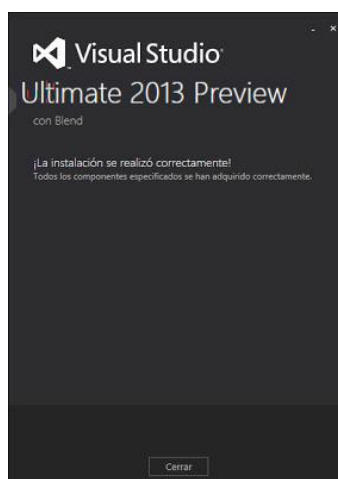 Visual Studio
Ultimate 2013 Preview
con Blend
¡La instalación se realizó correctamente!
Todos los componentes especificados se han adquirido correctamente.
Cerrar